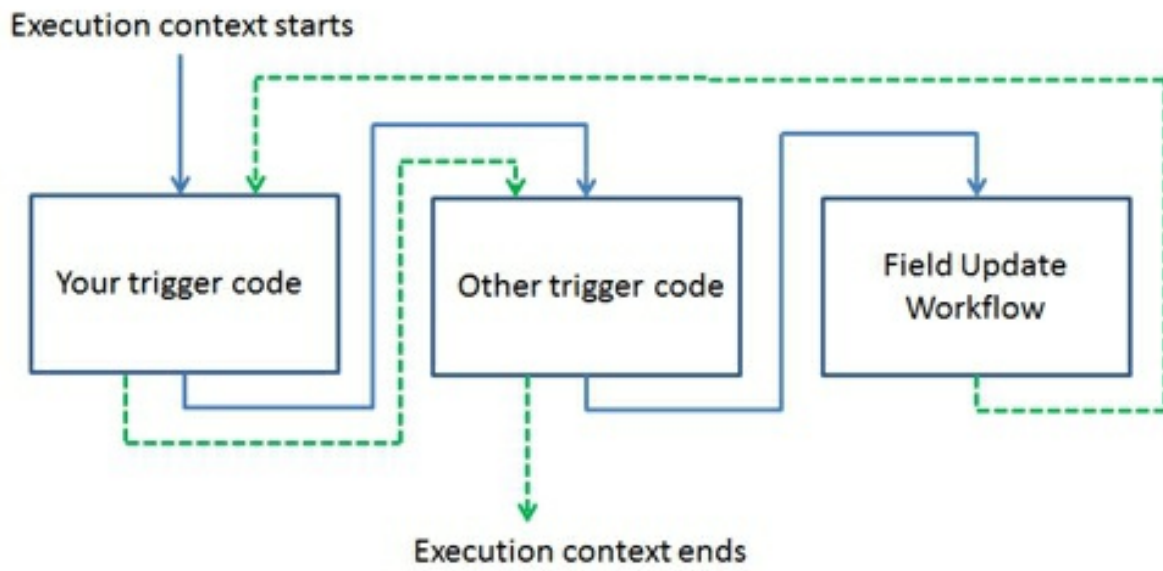 Execution context starts
Your trigger code
Other trigger code
Field Update
Workflow
Execution context ends